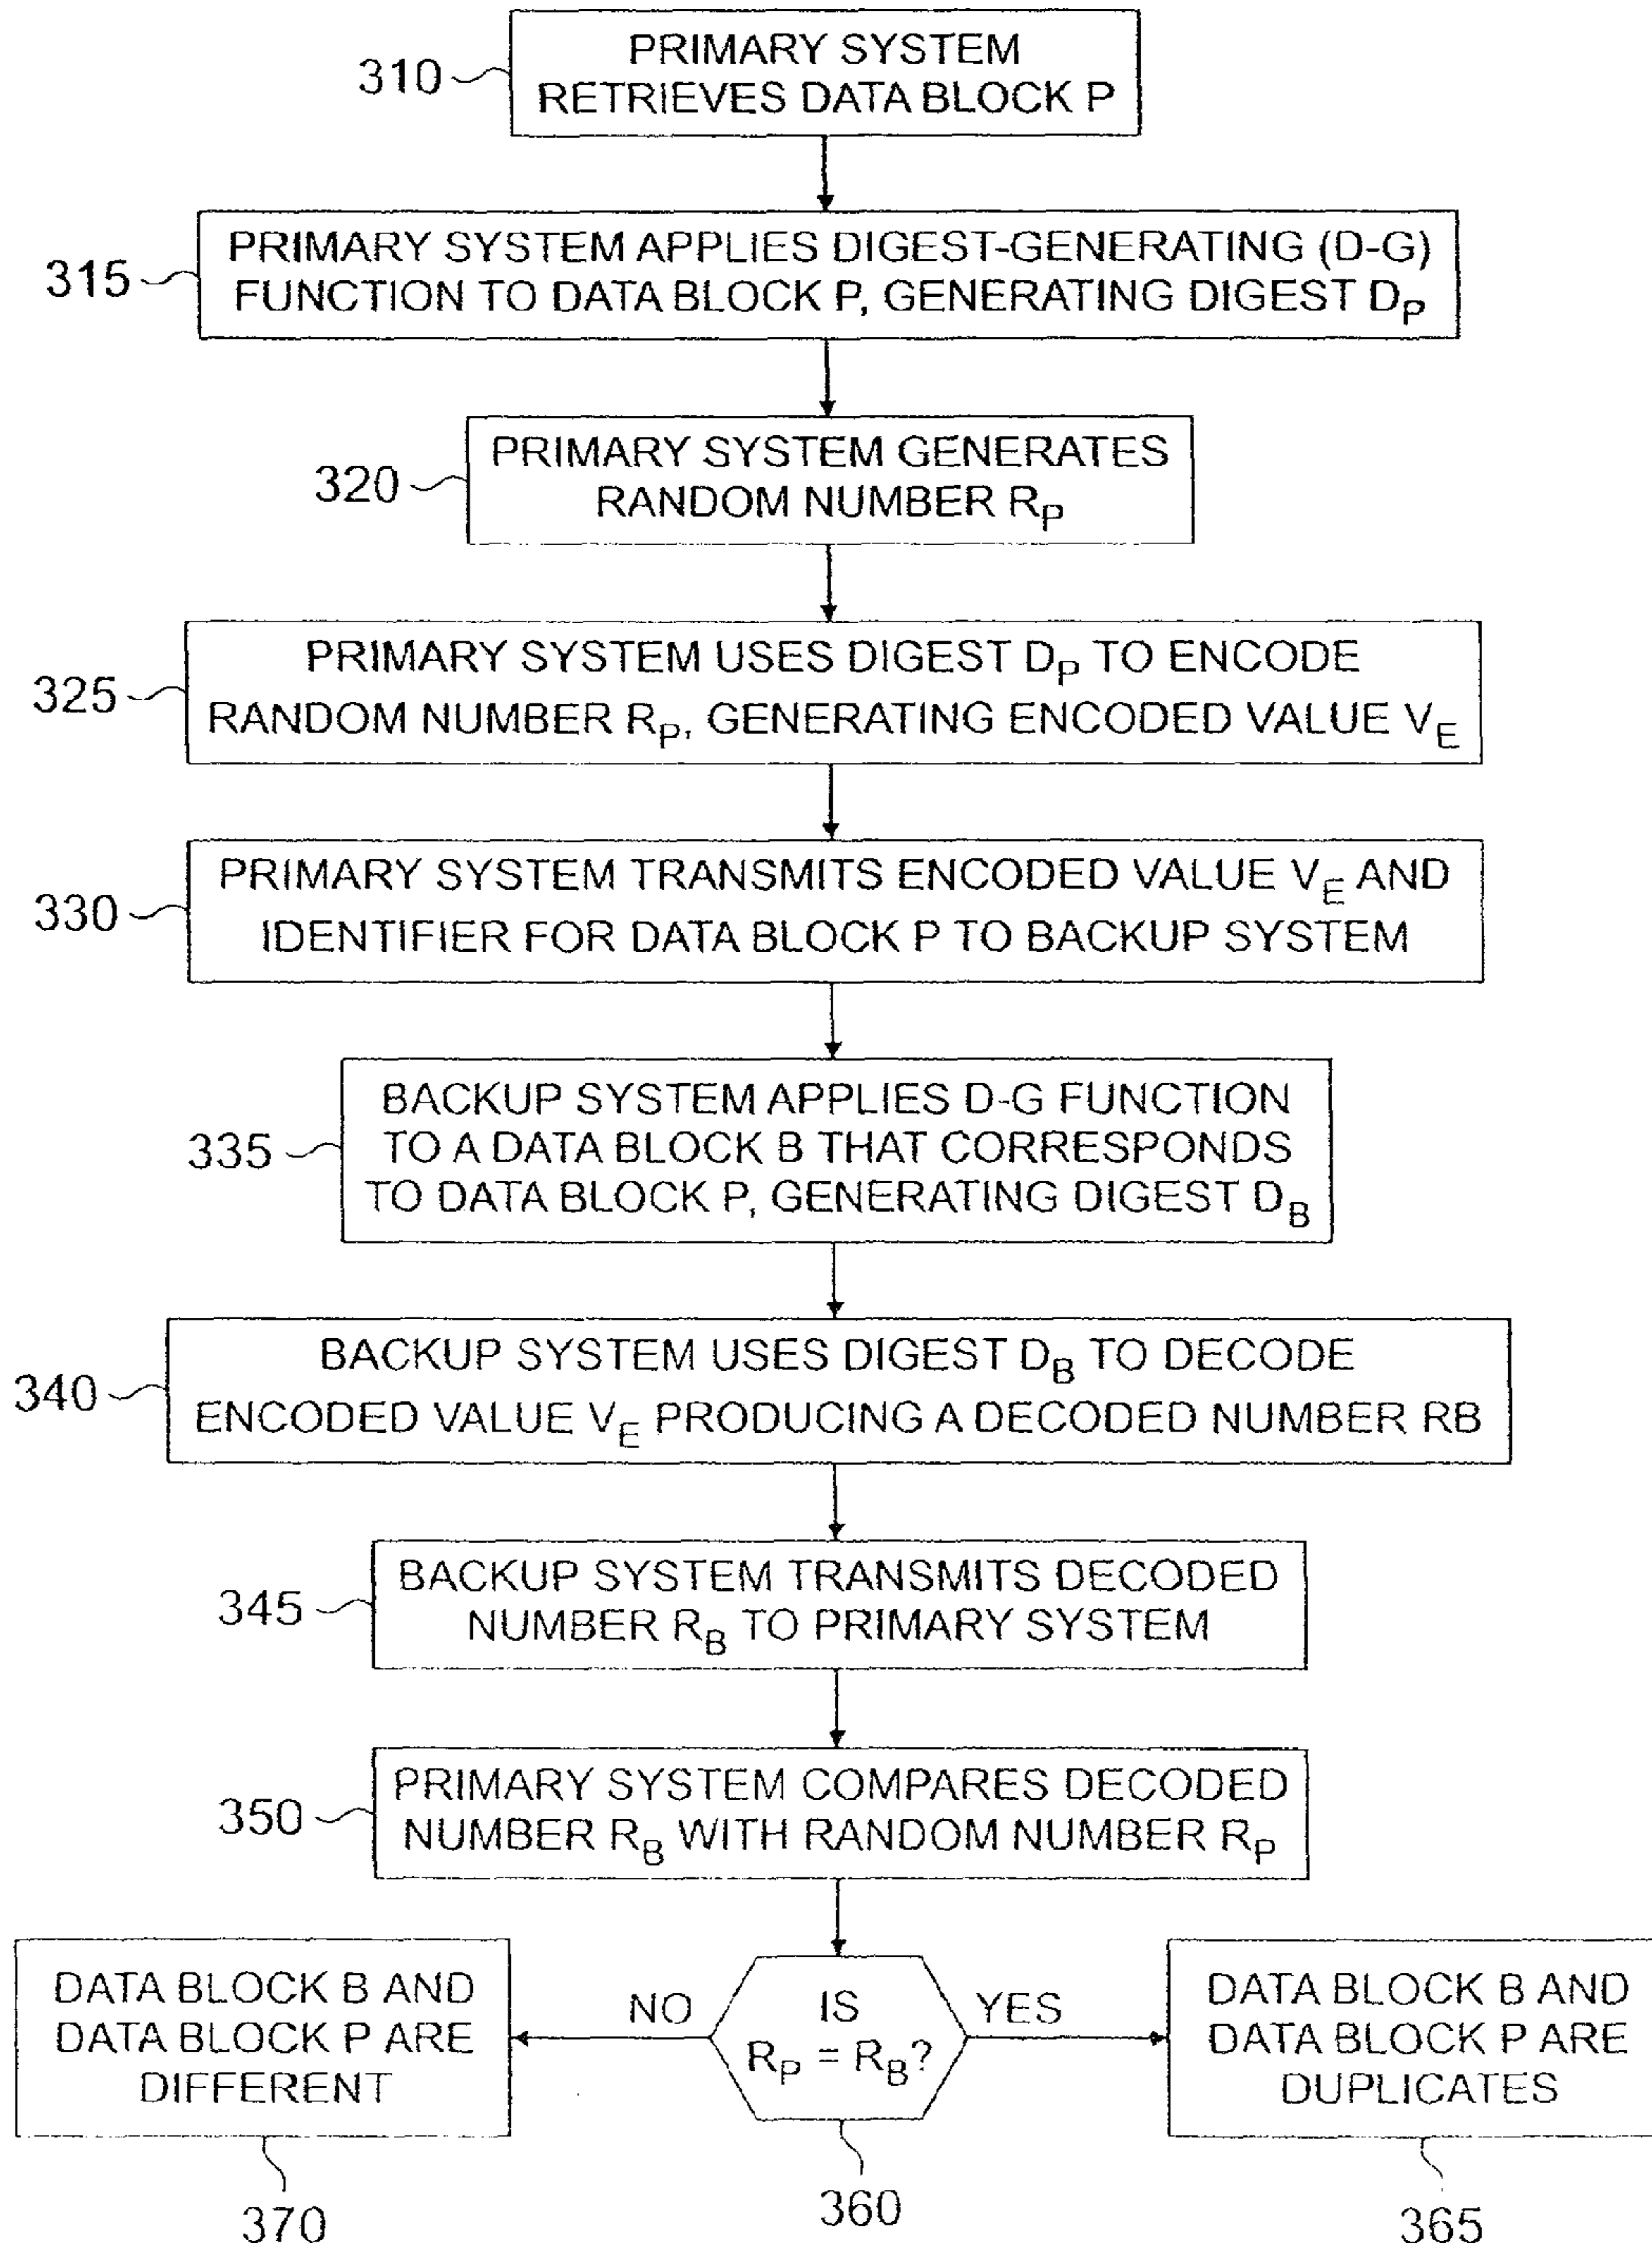 310
PRIMARY SYSTEM
RETRIEVES DATA BLOCK P
315
PRIMARY SYSTEM APPLIES DIGEST-GENERATING (D-G)
FUNCTION TO DATA BLOCK P, GENERATING DIGEST DP
320
PRIMARY SYSTEM GENERATES
RANDOM NUMBER RP
325
PRIMARY SYSTEM USES DIGEST DP TO ENCODE
RANDOM NUMBER RP, GENERATING ENCODED VALUE VE
330
PRIMARY SYSTEM TRANSMITS ENCODED VALUE VE AND
IDENTIFIER FOR DATA BLOCK P TO BACKUP SYSTEM
335
BACKUP SYSTEM APPLIES D-G FUNCTION
TO A DATA BLOCK B THAT CORRESPONDS
TO DATA BLOCK P, GENERATING DIGEST DB
340
BACKUP SYSTEM USES DIGEST DB TO DECODE
ENCODED VALUE VE PRODUCING A DECODED NUMBER RB
345
BACKUP SYSTEM TRANSMITS DECODED
NUMBER RB TO PRIMARY SYSTEM
350
PRIMARY SYSTEM COMPARES DECODED
NUMBER RB WITH RANDOM NUMBER RP
DATA BLOCK B AND
DATA BLOCK P ARE
DIFFERENT
370
NO
IS
RP = RB?
360
YES
DATA BLOCK B AND
DATA BLOCK P ARE
DUPLICATES
365